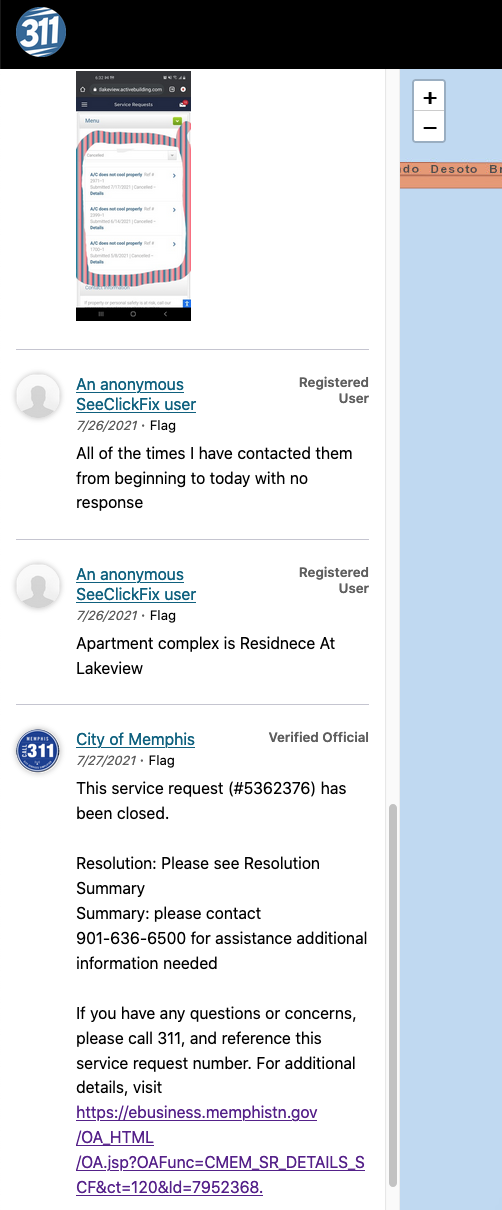 311
6:22
tlakeview.activebuilding.com
Service Requests
Menu
Cancelled
A/C does not cool properly Ref #
2971-1
Submitted 7/11/2021 | Cancelled -
Details
A/C does not cool properly Ref #
2399-1
Submitted 6/14/2021 | Cancelled -
Details
A/C does not cool properly Ref #
1700-1
Submitted 5/8/2021 | Cancelled -
Details
Contact Information
If property or personal safety is at risk, call our
+
−
do Desoto Br
An anonymous
SeeClickFix user
Registered
User
7/26/2021 · Flag
All of the times I have contacted them
from beginning to today with no
response
An anonymous
SeeClickFix user
Registered
User
7/26/2021 · Flag
Apartment complex is Residnece At
Lakeview
MEMPHIS
CALL
311
City of Memphis
Verified Official
7/27/2021 · Flag
This service request (#5362376) has
been closed.
Resolution: Please see Resolution
Summary
Summary: please contact
901-636-6500 for assistance additional
information needed
If you have any questions or concerns,
please call 311, and reference this
service request number. For additional
details, visit
https://ebusiness.memphistn.gov
/OA_HTML
/OA.jsp?OAFunc=CMEM_SR_DETAILS_S
CF&ct=120&Id=7952368.